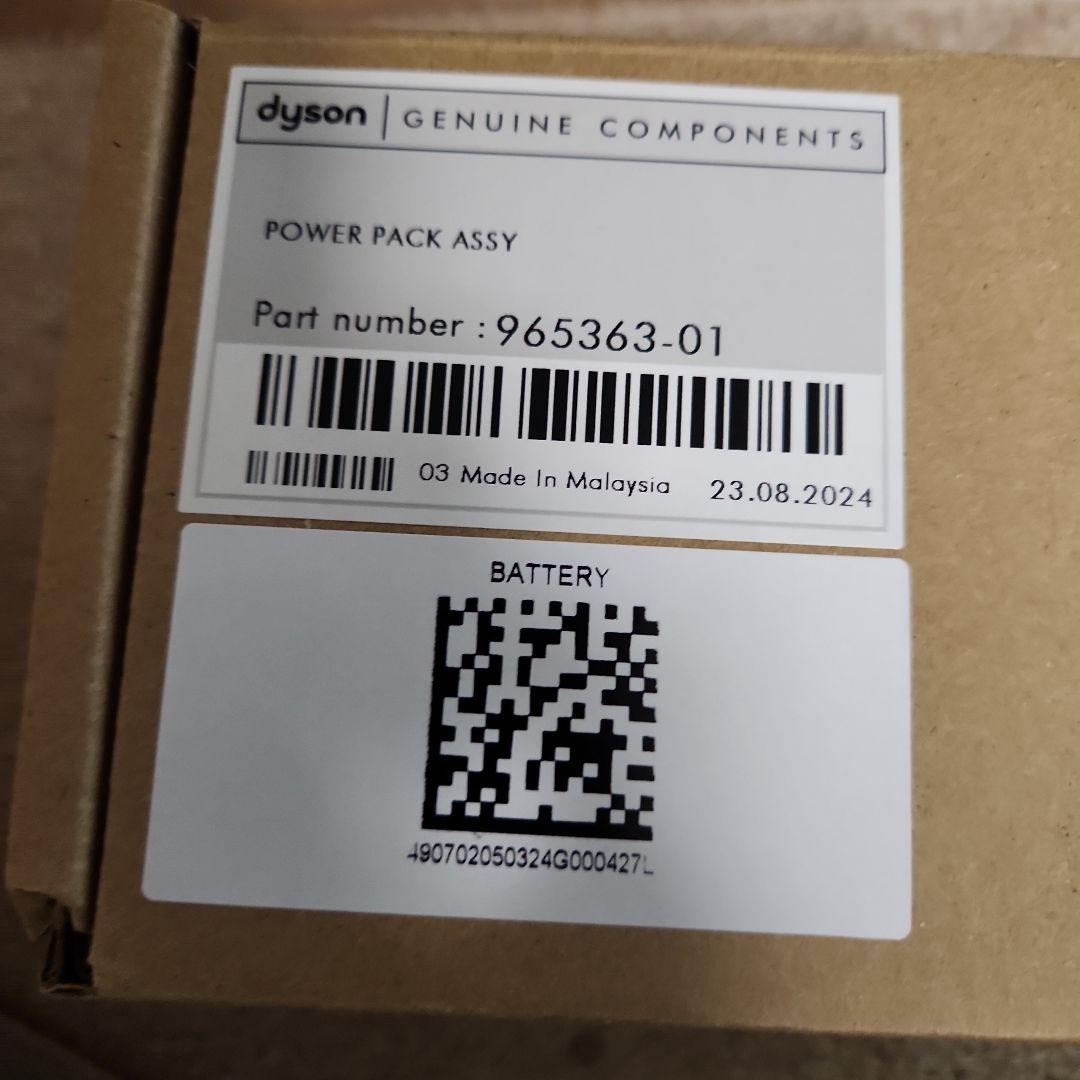 dyson | GENUINE COMPONENTS
POWER PACK ASSY
Part number : 965363-01
03 Made In Malaysia 23.08.2024
BATTERY
490702050324G000427L